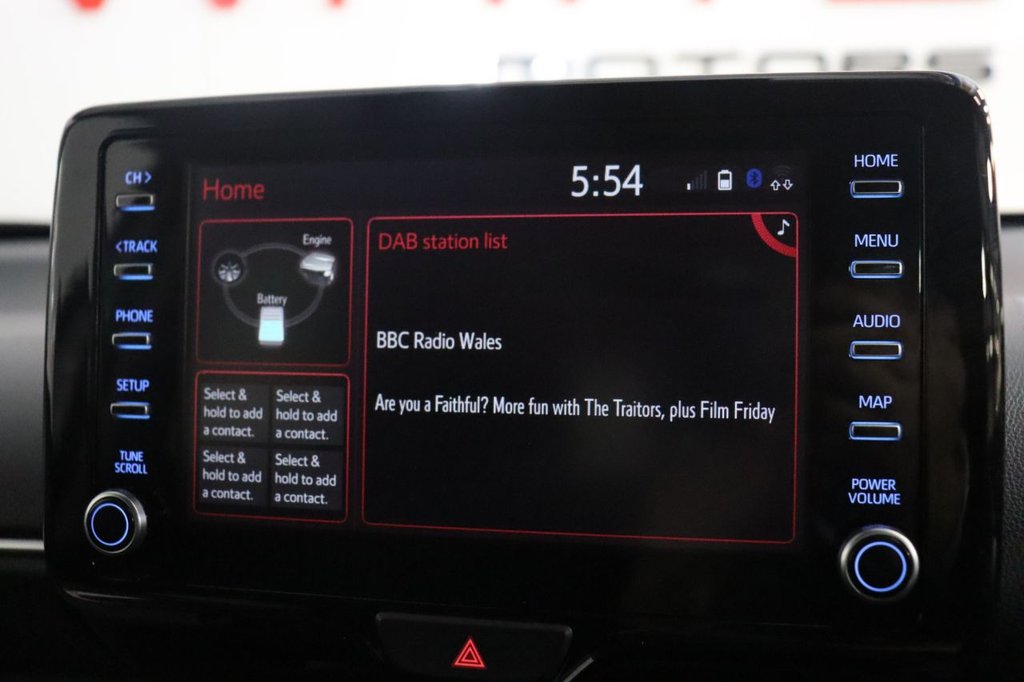 CH>
<TRACK
PHONE
SETUP
TUNE
SCROLL
Home
5:54
Engine
Battery
Select &
hold to add
a contact.
Select &
hold to add
a contact.
Select &
hold to add
a contact.
Select &
hold to add
a contact.
DAB station list
BBC Radio Wales
Are you a Faithful? More fun with The Traitors, plus Film Friday
HOME
MENU
AUDIO
MAP
POWER
VOLUME